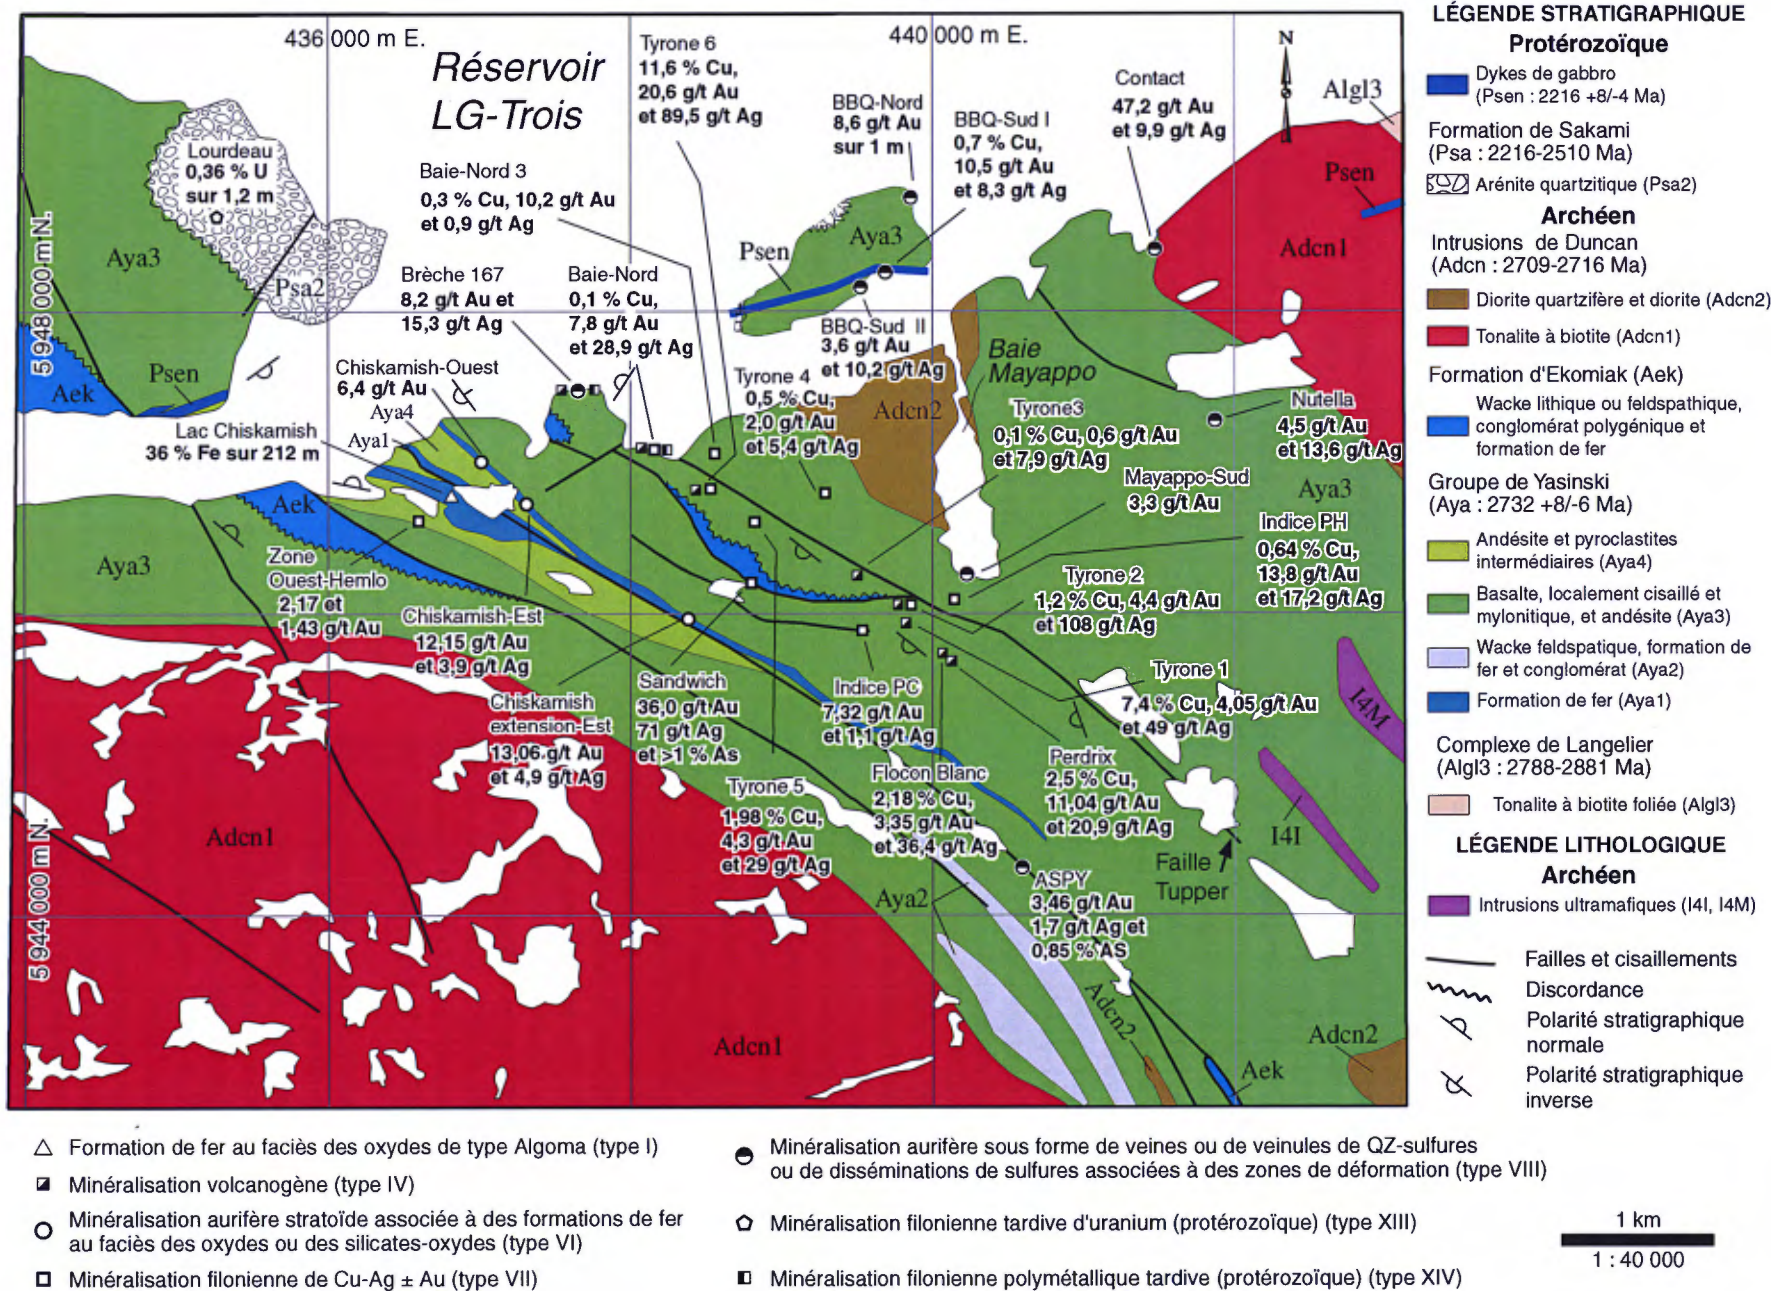 436 000 m E.
440 000 m E.
5 948 000 m N.
5 944 000 m N.
Réservoir
LG-Trois
N
Lourdeau
0,36 % U
sur 1,2 m
Aya3
Psa2
Psen
Aek
Tyrone 6
11,6 % Cu,
20,6 g/t Au
et 89,5 g/t Ag
Baie-Nord 3
0,3 % Cu, 10,2 g/t Au
et 0,9 g/t Ag
Brèche 167
8,2 g/t Au et
15,3 g/t Ag
Baie-Nord
0,1 % Cu,
7,8 g/t Au
et 28,9 g/t Ag
BBQ-Nord
8,6 g/t Au
sur 1 m
BBQ-Sud I
0,7 % Cu,
10,5 g/t Au
et 8,3 g/t Ag
Contact
47,2 g/t Au
et 9,9 g/t Ag
Algl3
Psen
Adcn1
Psen
Aya3
BBQ-Sud II
3,6 g/t Au
et 10,2 g/t Ag
Baie
Mayappo
Adcn2
Chiskamish-Ouest
6,4 g/t Au
Aya4
Aya1
Lac Chiskamish
36 % Fe sur 212 m
Tyrone 4
0,5 % Cu,
2,0 g/t Au
et 5,4 g/t Ag
Tyrone3
0,1 % Cu, 0,6 g/t Au
et 7,9 g/t Ag
Nutella
4,5 g/t Au
et 13,6 g/t Ag
Mayappo-Sud
3,3 g/t Au
Aya3
Indice PH
0,64 % Cu,
13,8 g/t Au
et 17,2 g/t Ag
Aek
Aya3
Zone
Ouest-Hemlo
2,17 et
1,43 g/t Au
Chiskamish-Est
12,15 g/t Au
et 3,9 g/t Ag
Tyrone 2
1,2 % Cu, 4,4 g/t Au
et 108 g/t Ag
Chiskamish
extension-Est
13,06 g/t Au
et 4,9 g/t Ag
Sandwich
36,0 g/t Au
71 g/t Ag
et >1 % As
Indice PC
7,32 g/t Au
et 1,1 g/t Ag
Tyrone 1
7,4 % Cu, 4,05 g/t Au
et 49 g/t Ag
I4M
Tyrone 5
1,98 % Cu,
4,3 g/t Au
et 29 g/t Ag
Flocon Blanc
2,18 % Cu,
3,35 g/t Au
et 36,4 g/t Ag
Perdrix
2,5 % Cu,
11,04 g/t Au
et 20,9 g/t Ag
I4I
Faille
Tupper
Adcn1
Aya2
ASPY
3,46 g/t Au
1,7 g/t Ag et
0,85 % AS
Adcn1
Adcn2
Aek
Adcn2
LÉGENDE STRATIGRAPHIQUE
Protérozoïque
Dykes de gabbro
(Psen : 2216 +8/-4 Ma)
Formation de Sakami
(Psa : 2216-2510 Ma)
Arénite quartzitique (Psa2)
Archéen
Intrusions de Duncan
(Adcn : 2709-2716 Ma)
Diorite quartzifère et diorite (Adcn2)
Tonalite à biotite (Adcn1)
Formation d'Ekomiak (Aek)
Wacke lithique ou feldspathique,
conglomérat polygénique et
formation de fer
Groupe de Yasinski
(Aya : 2732 +8/-6 Ma)
Andésite et pyroclastites
intermédiaires (Aya4)
Basalte, localement cisaillé et
mylonitique, et andésite (Aya3)
Wacke feldspatique, formation de
fer et conglomérat (Aya2)
Formation de fer (Aya1)
Complexe de Langelier
(Algl3 : 2788-2881 Ma)
Tonalite à biotite foliée (Algl3)
LÉGENDE LITHOLOGIQUE
Archéen
Intrusions ultramafiques (I4I, I4M)
Failles et cisaillements
Discordance
Polarité stratigraphique
normale
Polarité stratigraphique
inverse
Formation de fer au faciès des oxydes de type Algoma (type I)
Minéralisation volcanogène (type IV)
Minéralisation aurifère stratoïde associée à des formations de fer
au faciès des oxydes ou des silicates-oxydes (type VI)
Minéralisation filonienne de Cu-Ag ± Au (type VII)
Minéralisation aurifère sous forme de veines ou de veinules de QZ-sulfures
ou de disséminations de sulfures associées à des zones de déformation (type VIII)
Minéralisation filonienne tardive d'uranium (protérozoïque) (type XIII)
Minéralisation filonienne polymétallique tardive (protérozoïque) (type XIV)
1 km
1 : 40 000